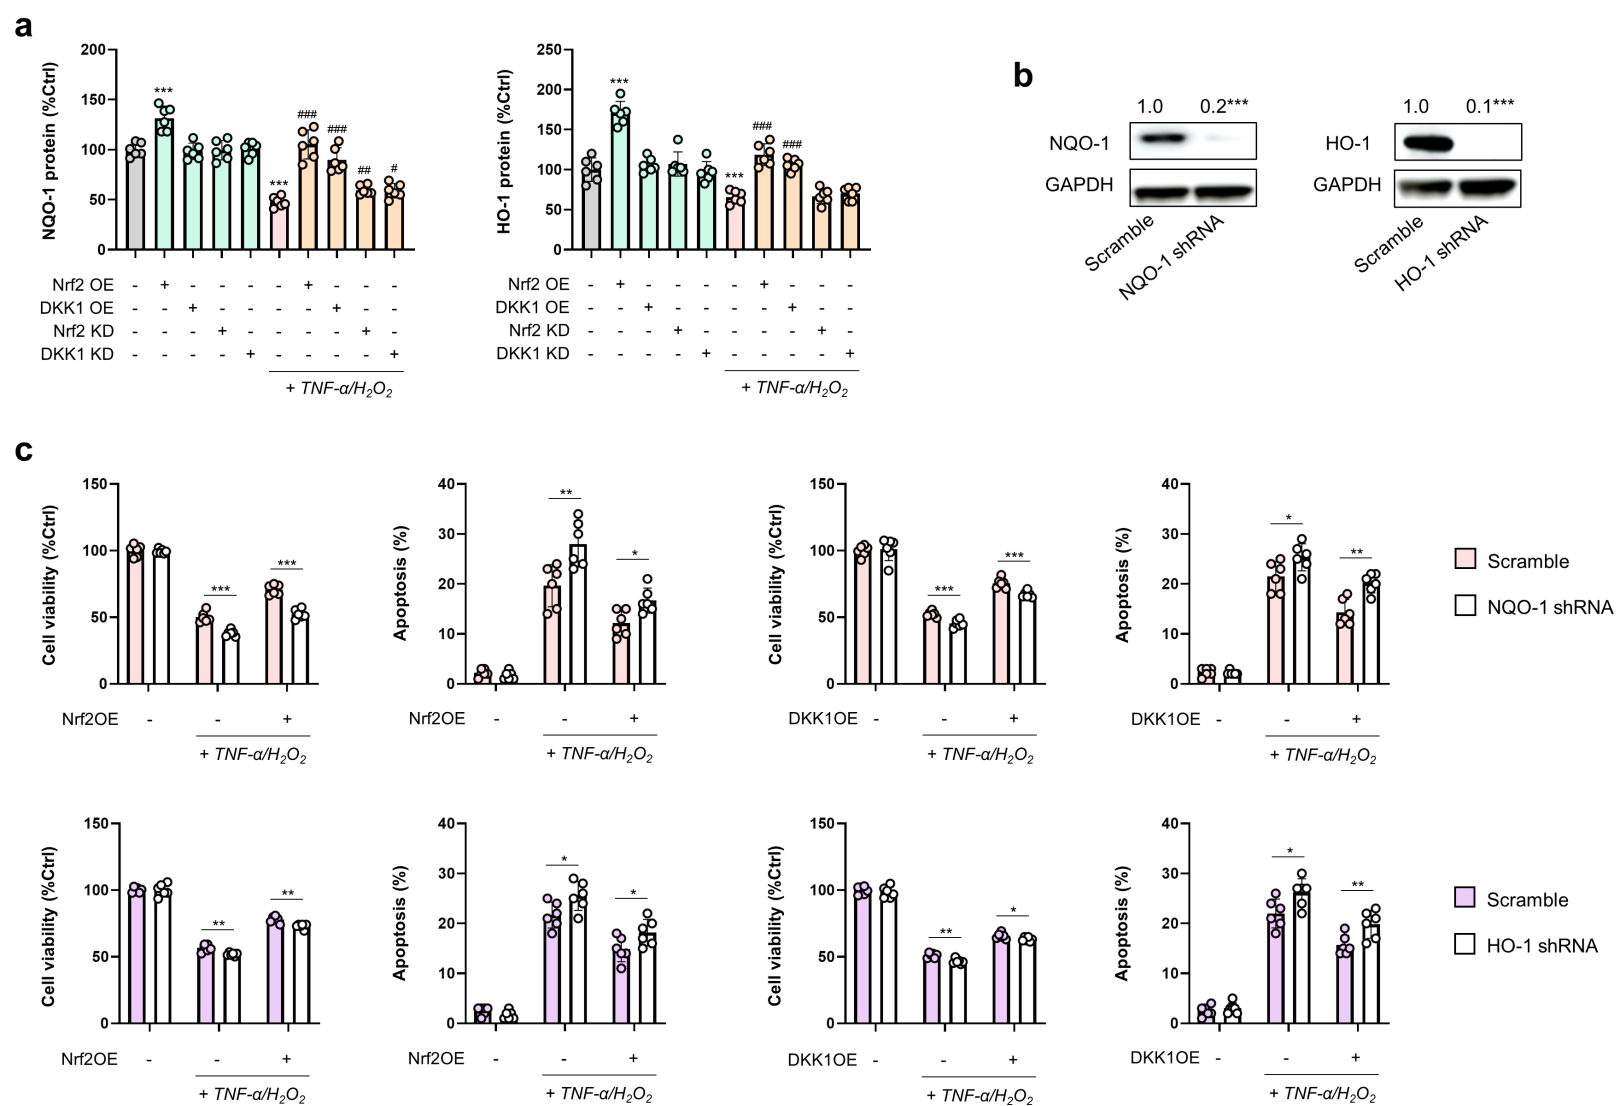 a
NQO-1 protein (%Ctrl)
200
150
100
50
0
***
***
###
###
##
#
Nrf2 OE - + - - - - + - - -
DKK1 OE - - + - - - - + - -
Nrf2 KD - - - + - - - - + -
DKK1 KD - - - - + - - - - +
+ TNF-α/H2O2
HO-1 protein (%Ctrl)
250
200
150
100
50
0
***
***
###
###
Nrf2 OE - + - - - - + - - -
DKK1 OE - - + - - - - + - -
Nrf2 KD - - - + - - - - + -
DKK1 KD - - - - + - - - - +
+ TNF-α/H2O2
b
1.0 0.2***
NQO-1
GAPDH
Scramble
NQO-1 shRNA
1.0 0.1***
HO-1
GAPDH
Scramble
HO-1 shRNA
c
Cell viability (%Ctrl)
150
100
50
0
***
***
Nrf2OE - - +
+ TNF-α/H2O2
Apoptosis (%)
40
30
20
10
0
**
*
Nrf2OE - - +
+ TNF-α/H2O2
Cell viability (%Ctrl)
150
100
50
0
***
***
DKK1OE - - +
+ TNF-α/H2O2
Apoptosis (%)
40
30
20
10
0
*
**
DKK1OE - - +
+ TNF-α/H2O2
Scramble
NQO-1 shRNA
Cell viability (%Ctrl)
150
100
50
0
**
**
Nrf2OE - - +
+ TNF-α/H2O2
Apoptosis (%)
40
30
20
10
0
*
*
Nrf2OE - - +
+ TNF-α/H2O2
Cell viability (%Ctrl)
150
100
50
0
**
*
DKK1OE - - +
+ TNF-α/H2O2
Apoptosis (%)
40
30
20
10
0
*
**
DKK1OE - - +
+ TNF-α/H2O2
Scramble
HO-1 shRNA